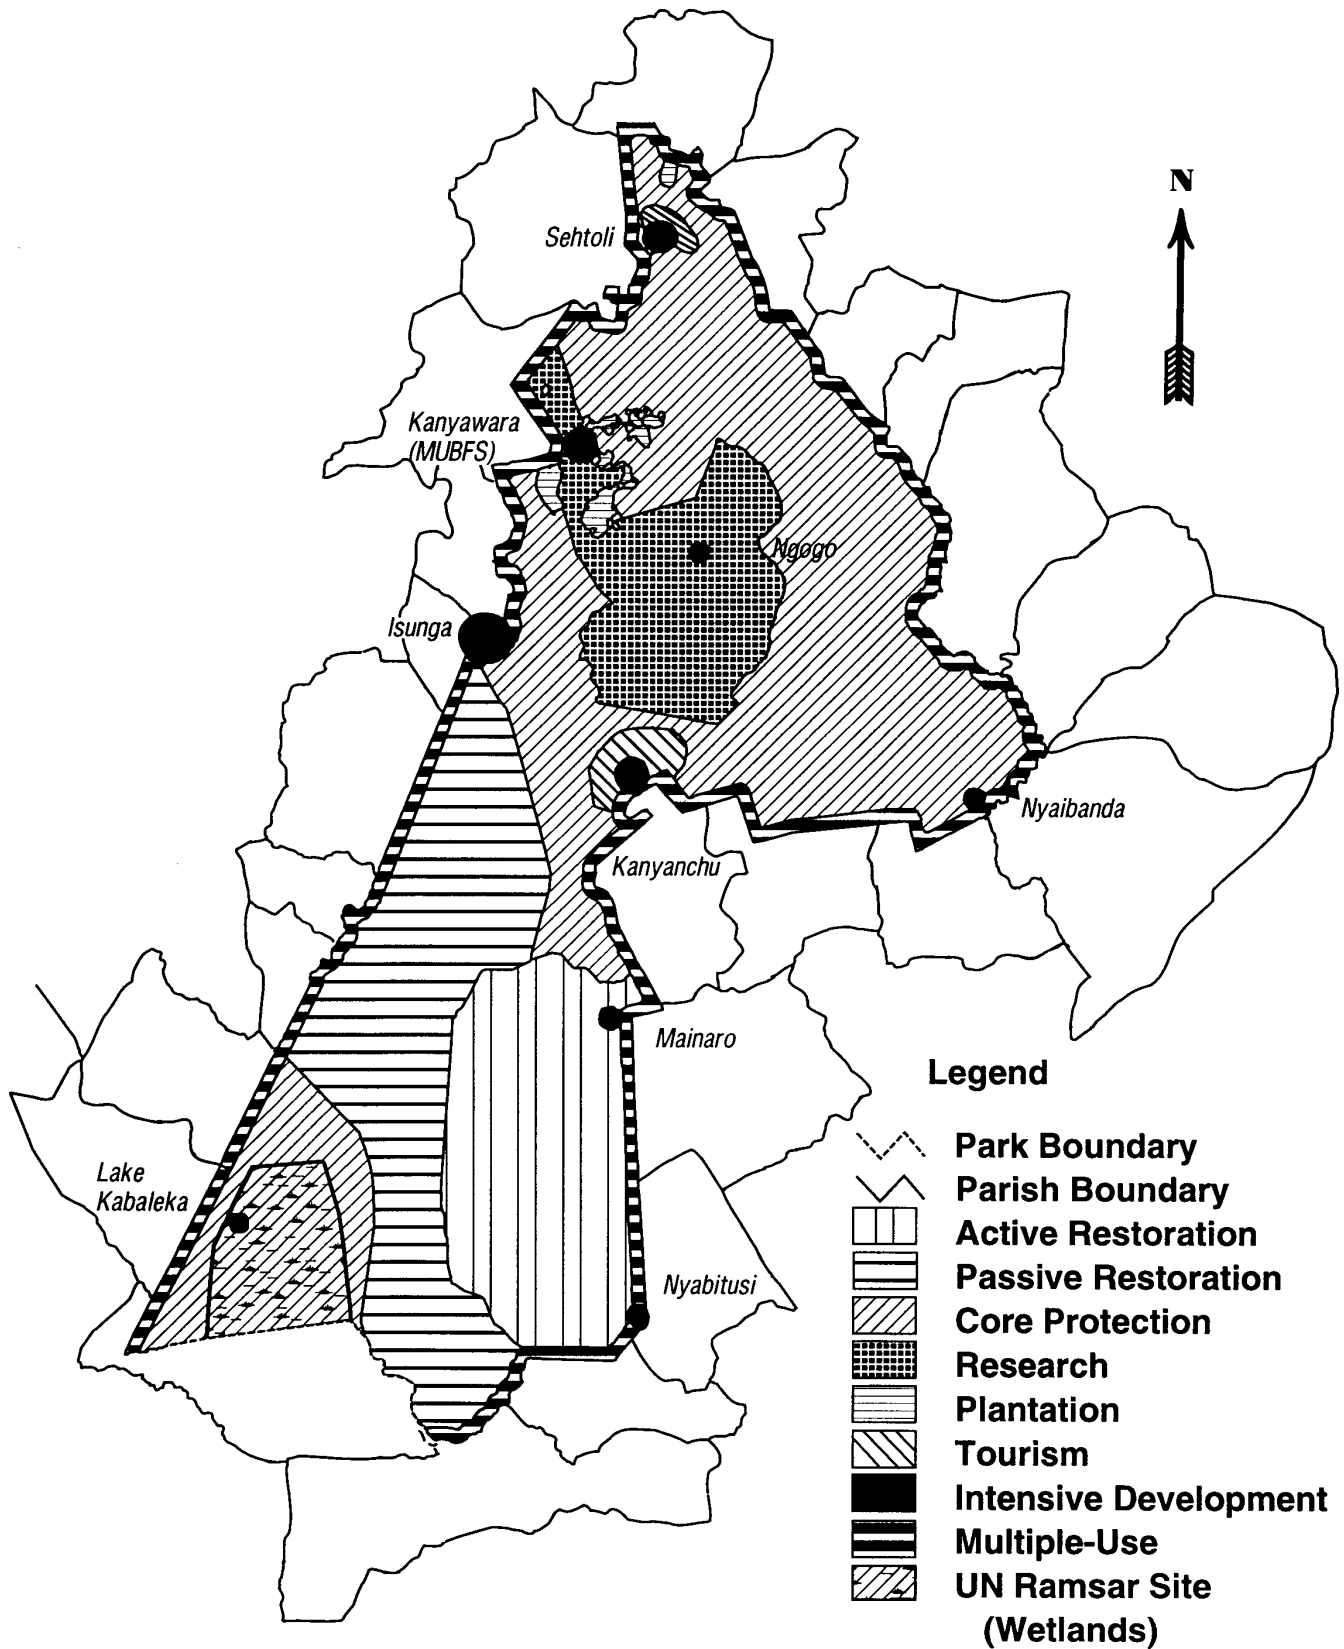 N
Sehtoli
Kanyawara
(MUBFS)
Ngogo
Isunga
Nyaibanda
Kanyanchu
Mainaro
Lake
Kabaleka
Nyabitusi
Legend
Park Boundary
Parish Boundary
Active Restoration
Passive Restoration
Core Protection
Research
Plantation
Tourism
Intensive Development
Multiple-Use
UN Ramsar Site
(Wetlands)